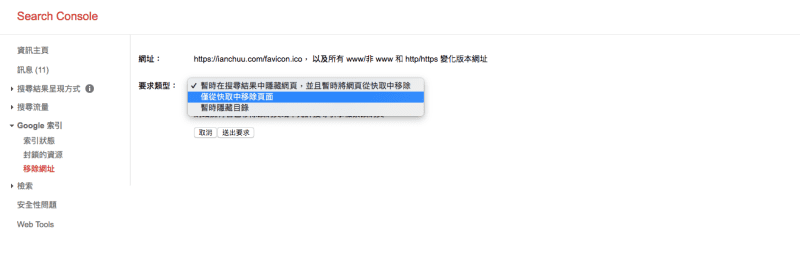 Search Console
資訊主頁
訊息 (11)
搜尋結果呈現方式
搜尋流量
Google 索引
索引狀態
封鎖的資源
移除網址
檢索
安全性問題
Web Tools
網址：
https://ianchuu.com/favicon.ico， 以及所有 www/非 www 和 http/https 變化版本網址
要求類型：
✓ 暫時在搜尋結果中隱藏網頁，並且暫時將網頁從快取中移除
僅從快取中移除頁面
暫時隱藏目錄
取消 送出要求